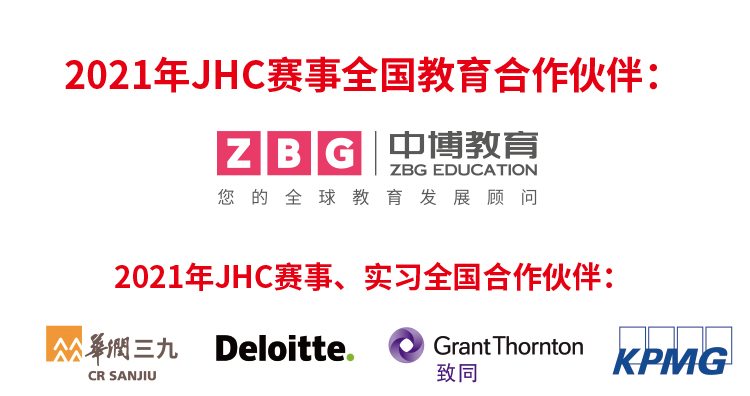 2021年JHC赛事全国教育合作伙伴：
ZBG 中博教育
ZBG EDUCATION
您的全球教育发展顾问
2021年JHC赛事、实习全国合作伙伴：
华润三九
CR SANJIU
Deloitte.
Grant Thornton
致同
KPMG